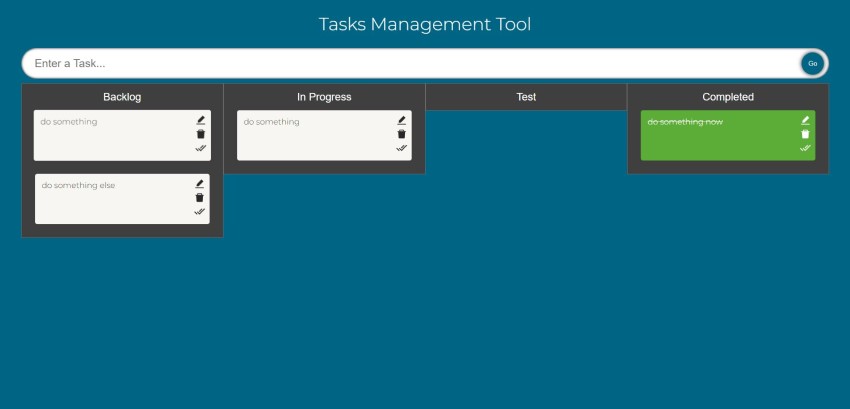 Tasks Management Tool
Enter a Task...
Go
Backlog
do something
do something else
In Progress
do something
Test
Completed
do something now